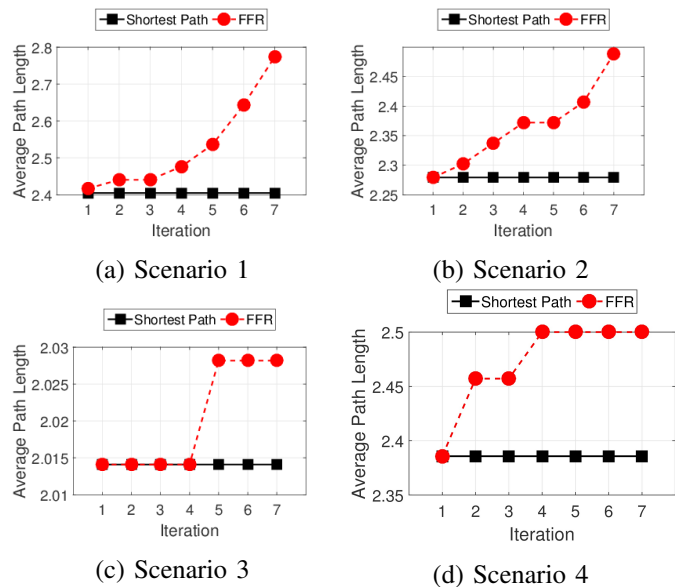 Shortest Path FFR
2.8
2.7
2.6
2.5
2.4
Average Path Length
1 2 3 4 5 6 7
Iteration
(a) Scenario 1
Shortest Path FFR
2.45
2.4
2.35
2.3
2.25
Average Path Length
1 2 3 4 5 6 7
Iteration
(b) Scenario 2
Shortest Path FFR
2.03
2.025
2.02
2.015
2.01
Average Path Length
1 2 3 4 5 6 7
Iteration
(c) Scenario 3
Shortest Path FFR
2.5
2.45
2.4
2.35
Average Path Length
1 2 3 4 5 6 7
Iteration
(d) Scenario 4